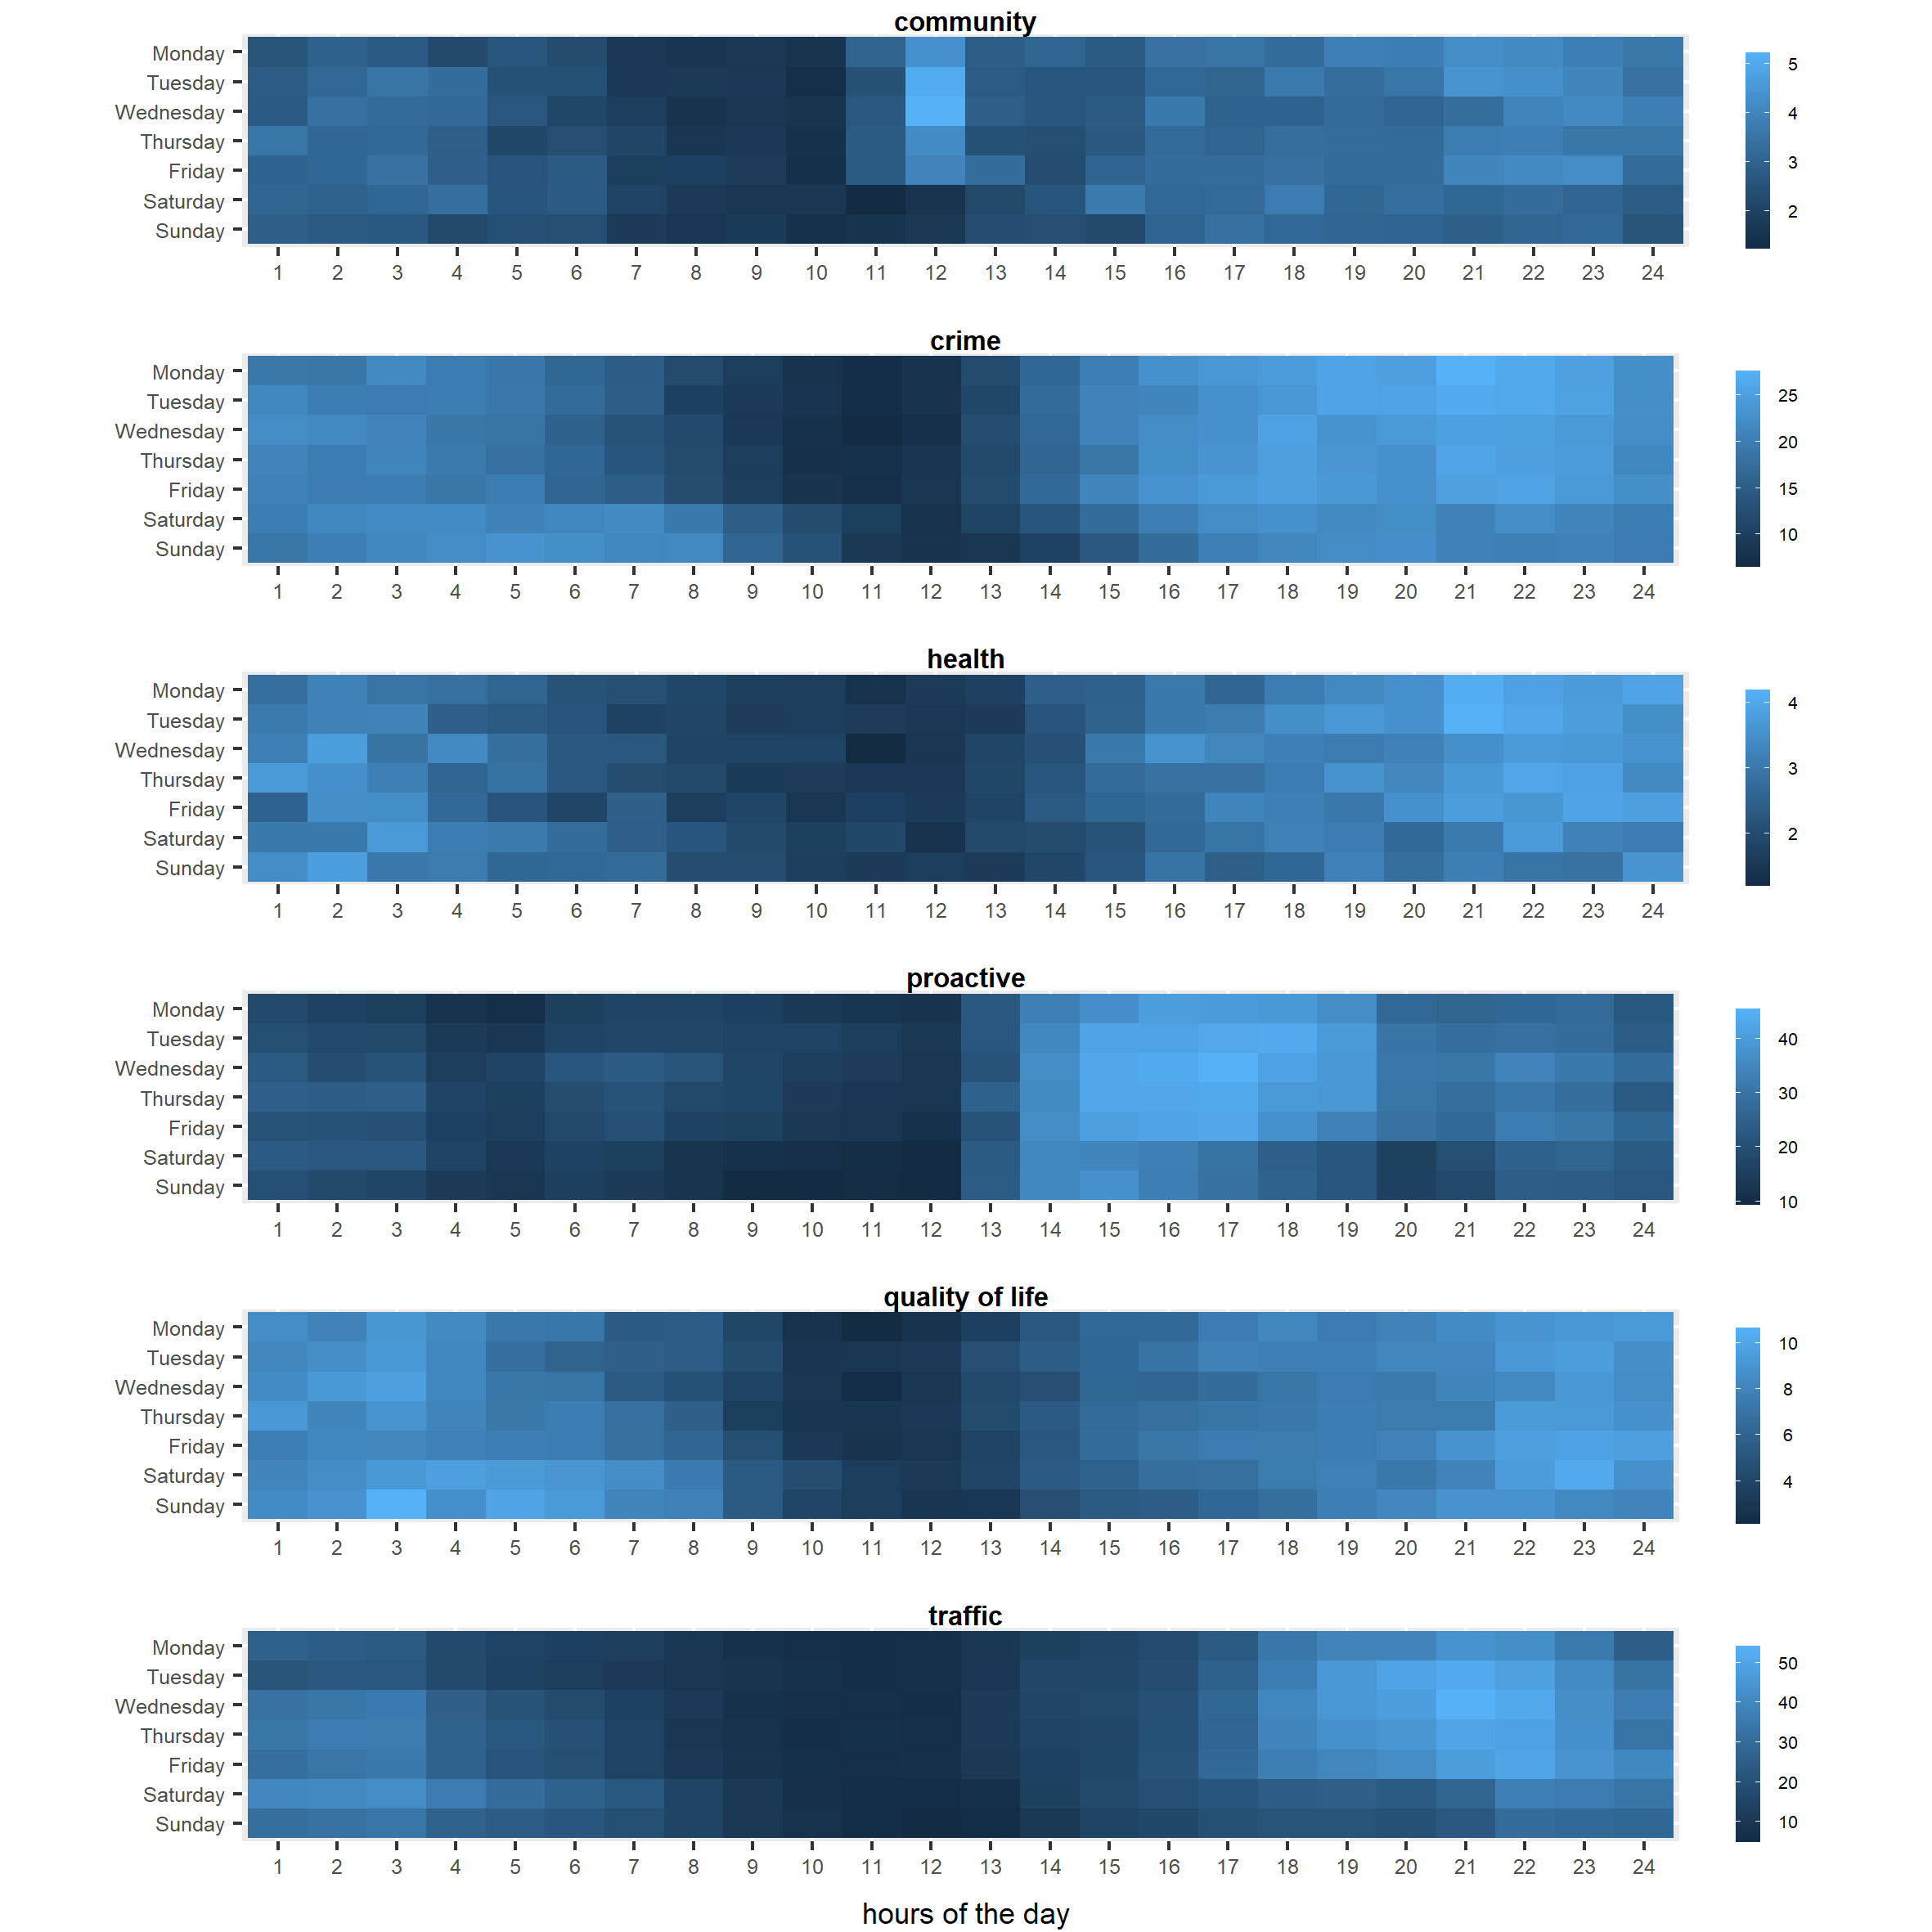 community
Monday
Tuesday
Wednesday
Thursday
Friday
Saturday
Sunday
1 2 3 4 5 6 7 8 9 10 11 12 13 14 15 16 17 18 19 20 21 22 23 24
5
4
3
2
crime
Monday
Tuesday
Wednesday
Thursday
Friday
Saturday
Sunday
1 2 3 4 5 6 7 8 9 10 11 12 13 14 15 16 17 18 19 20 21 22 23 24
25
20
15
10
health
Monday
Tuesday
Wednesday
Thursday
Friday
Saturday
Sunday
1 2 3 4 5 6 7 8 9 10 11 12 13 14 15 16 17 18 19 20 21 22 23 24
4
3
2
proactive
Monday
Tuesday
Wednesday
Thursday
Friday
Saturday
Sunday
1 2 3 4 5 6 7 8 9 10 11 12 13 14 15 16 17 18 19 20 21 22 23 24
40
30
20
10
quality of life
Monday
Tuesday
Wednesday
Thursday
Friday
Saturday
Sunday
1 2 3 4 5 6 7 8 9 10 11 12 13 14 15 16 17 18 19 20 21 22 23 24
10
8
6
4
traffic
Monday
Tuesday
Wednesday
Thursday
Friday
Saturday
Sunday
1 2 3 4 5 6 7 8 9 10 11 12 13 14 15 16 17 18 19 20 21 22 23 24
50
40
30
20
10
hours of the day